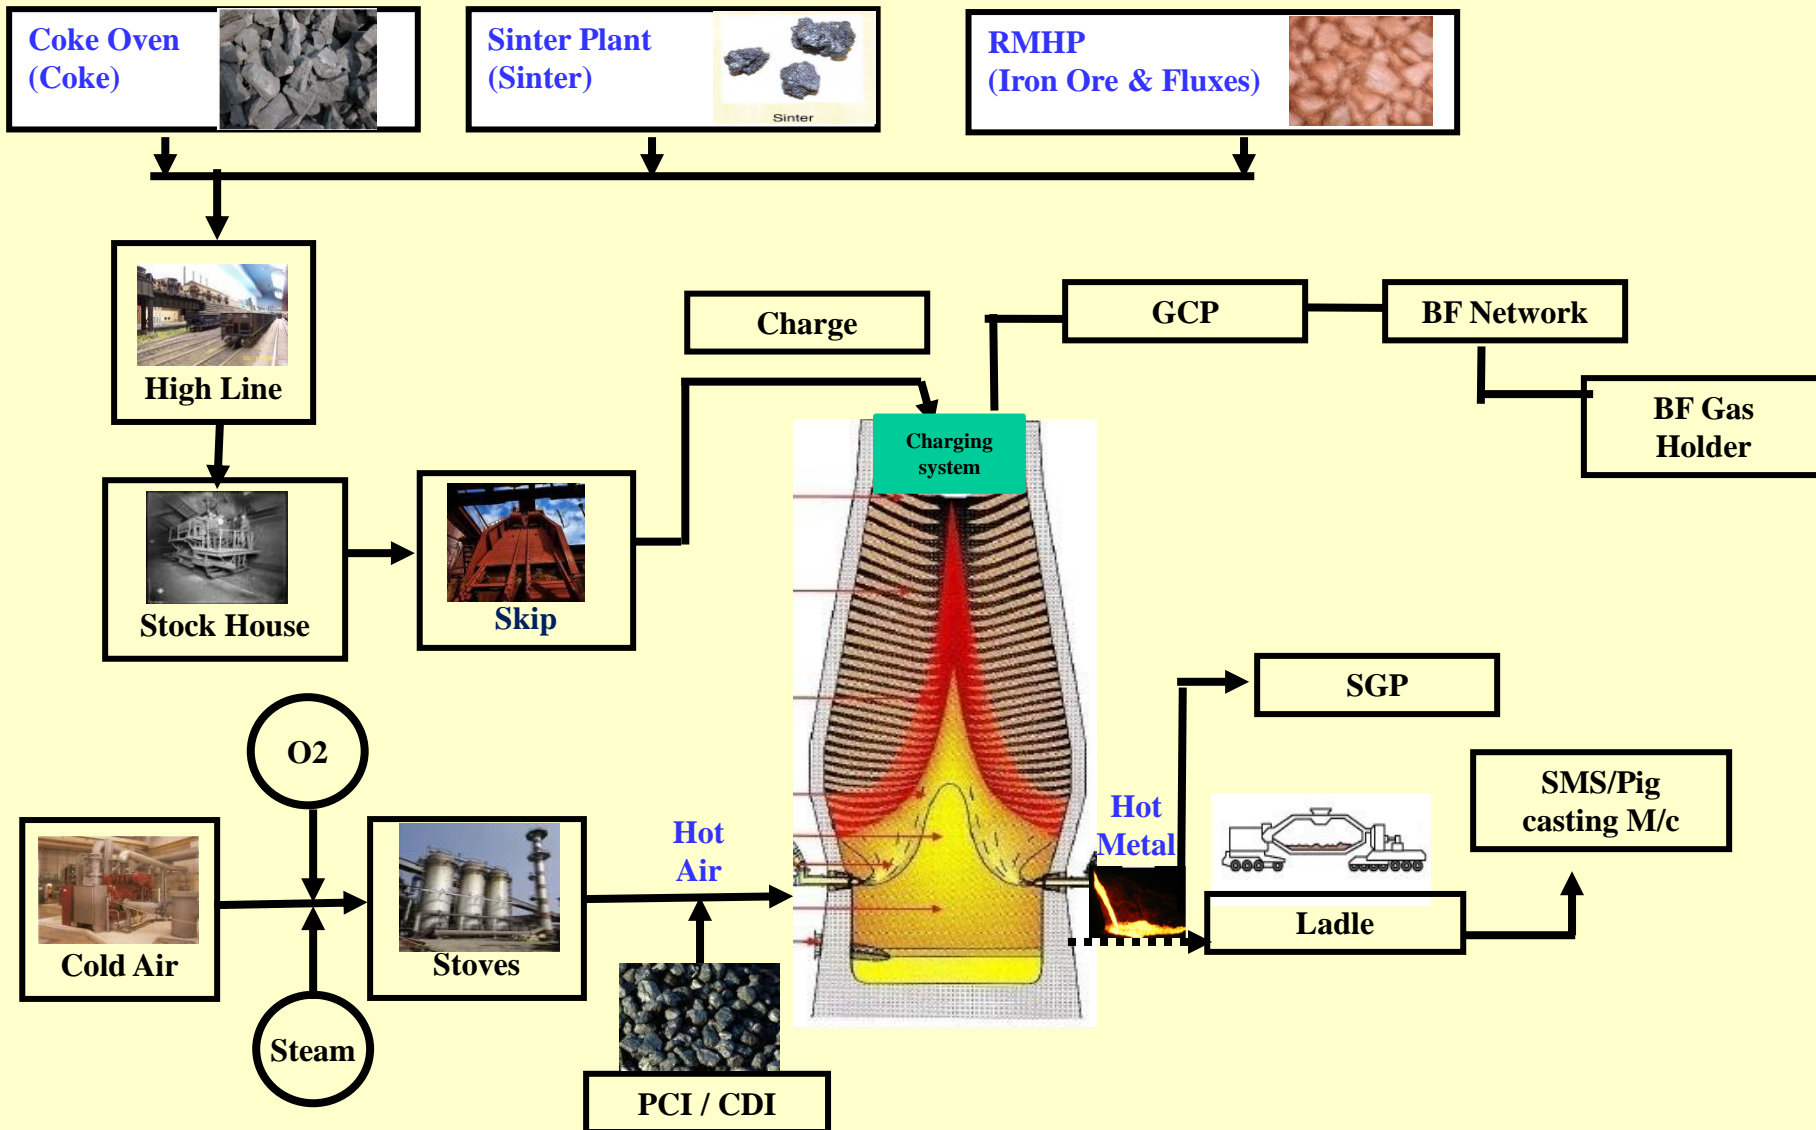 Coke Oven
(Coke)
Sinter Plant
(Sinter)
Sinter
RMHP
(Iron Ore & Fluxes)
High Line
Charge
GCP
BF Network
BF Gas
Holder
Charging
system
Stock House
Skip
SGP
O2
SMS/Pig
casting M/c
Hot
Metal
Hot
Air
Cold Air
Stoves
Ladle
Steam
PCI / CDI